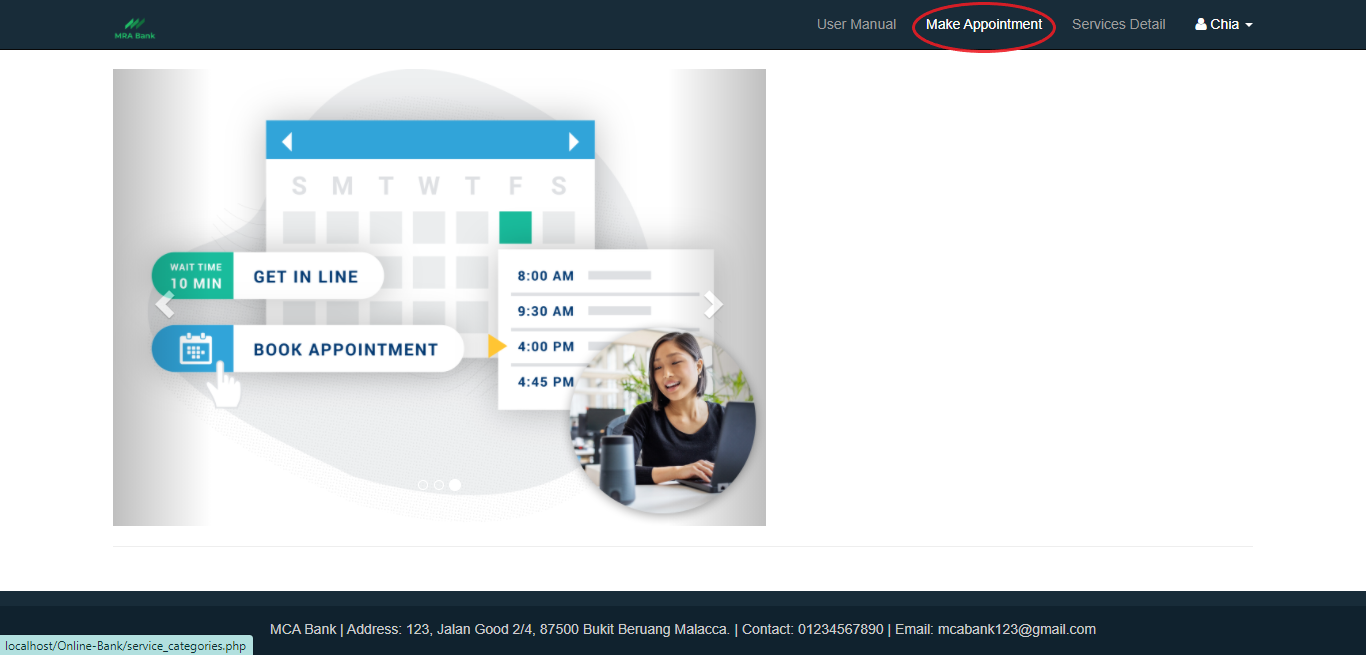 MRA Bank
User Manual Make Appointment Services Detail Chia
S M T W T F S
WAIT TIME
10 MIN
GET IN LINE
BOOK APPOINTMENT
8:00 AM
9:30 AM
4:00 PM
4:45 PM
MCA Bank | Address: 123, Jalan Good 2/4, 87500 Bukit Beruang Malacca. | Contact: 01234567890 | Email: mcabank123@gmail.com
localhost/Online-Bank/service_categories.php